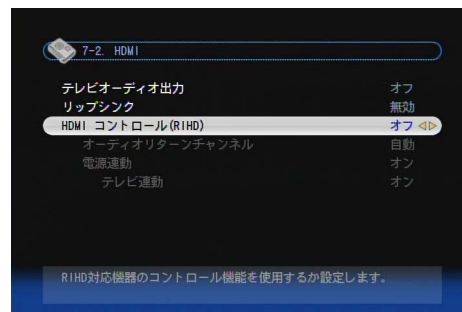 7-2. HDMI
テレビオーディオ出力 オフ
リップシンク 無効
HDMI コントロール(RIHD) オフ
オーディオリターンチャンネル 自動
電源連動 オン
テレビ連動 オン
RIHD対応機器のコントロール機能を使用するか設定します。